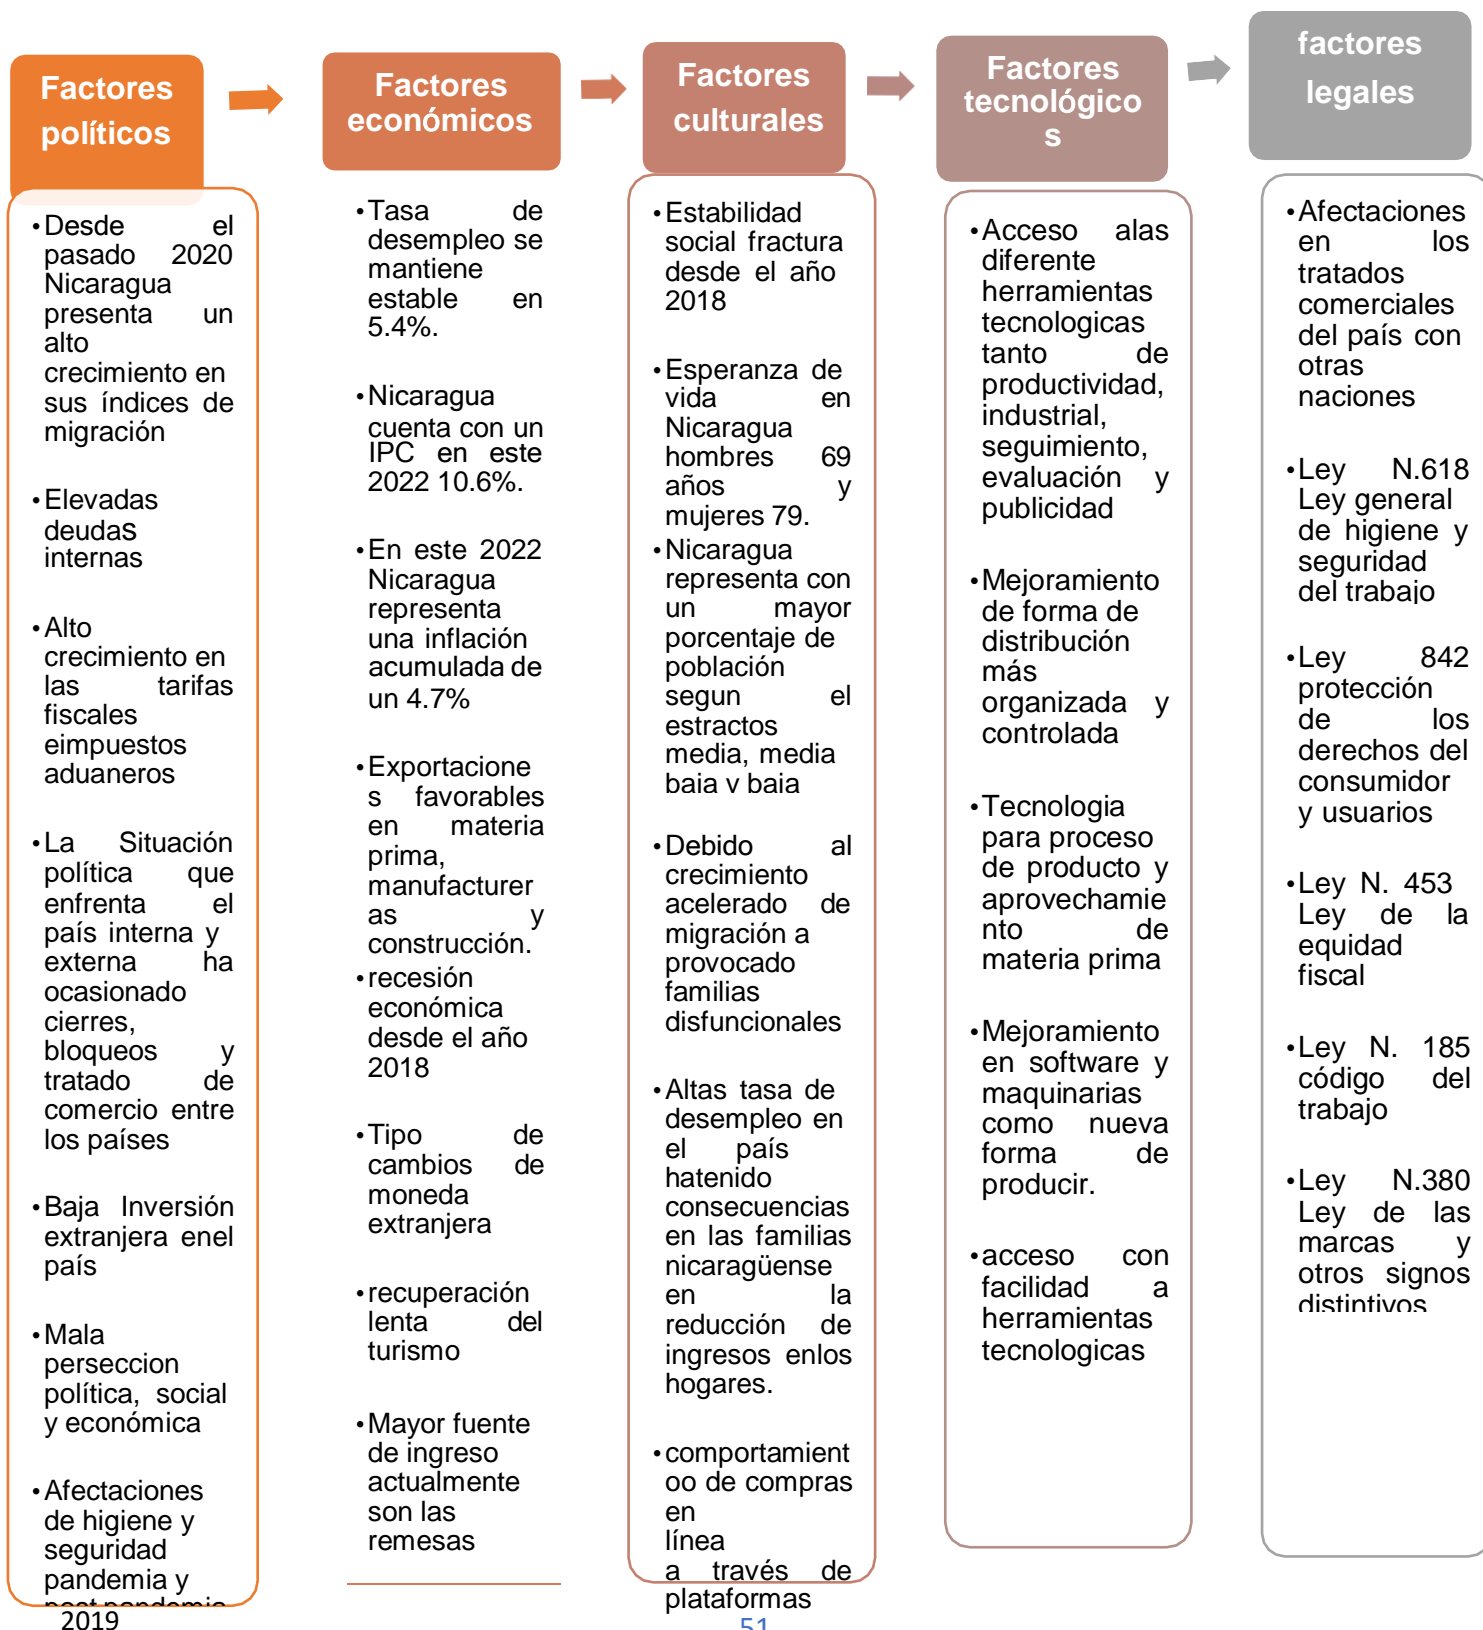 Factores
políticos
•Desde el
pasado 2020
Nicaragua
presenta un
alto
crecimiento en
sus índices de
migración
•Elevadas
deudas
internas
•Alto
crecimiento en
las tarifas
fiscales
eimpuestos
aduaneros
•La Situación
política que
enfrenta el
país interna y
externa ha
ocasionado
cierres,
bloqueos y
tratado de
comercio entre
los países
•Baja Inversión
extranjera enel
país
•Mala
perseccion
política, social
y económica
•Afectaciones
de higiene y
seguridad
pandemia y
post pandemia
2019
Factores
económicos
•Tasa de
desempleo se
mantiene
estable en
5.4%.
•Nicaragua
cuenta con un
IPC en este
2022 10.6%.
•En este 2022
Nicaragua
representa
una inflación
acumulada de
un 4.7%
•Exportacione
s favorables
en materia
prima,
manufacturer
as y
construcción.
•recesión
económica
desde el año
2018
•Tipo de
cambios de
moneda
extranjera
•recuperación
lenta del
turismo
•Mayor fuente
de ingreso
actualmente
son las
remesas
Factores
culturales
•Estabilidad
social fractura
desde el año
2018
•Esperanza de
vida en
Nicaragua
hombres 69
años y
mujeres 79.
•Nicaragua
representa con
un mayor
porcentaje de
población
segun el
estractos
media, media
baja y baja
•Debido al
crecimiento
acelerado de
migración a
provocado
familias
disfuncionales
•Altas tasa de
desempleo en
el país
hatenido
consecuencias
en las familias
nicaragüense
en la
reducción de
ingresos enlos
hogares.
•comportamient
oo de compras
en
línea
a través de
plataformas
Factores
tecnológico
s
•Acceso alas
diferente
herramientas
tecnologicas
tanto de
productividad,
industrial,
seguimiento,
evaluación y
publicidad
•Mejoramiento
de forma de
distribución
más
organizada y
controlada
•Tecnologia
para proceso
de producto y
aprovechamie
nto de
materia prima
•Mejoramiento
en software y
maquinarias
como nueva
forma de
producir.
•acceso con
facilidad a
herramientas
tecnologicas
factores
legales
•Afectaciones
en los
tratados
comerciales
del país con
otras
naciones
•Ley N.618
Ley general
de higiene y
seguridad
del trabajo
•Ley 842
protección
de los
derechos del
consumidor
y usuarios
•Ley N. 453
Ley de la
equidad
fiscal
•Ley N. 185
código del
trabajo
•Ley N.380
Ley de las
marcas y
otros signos
distintivos
51